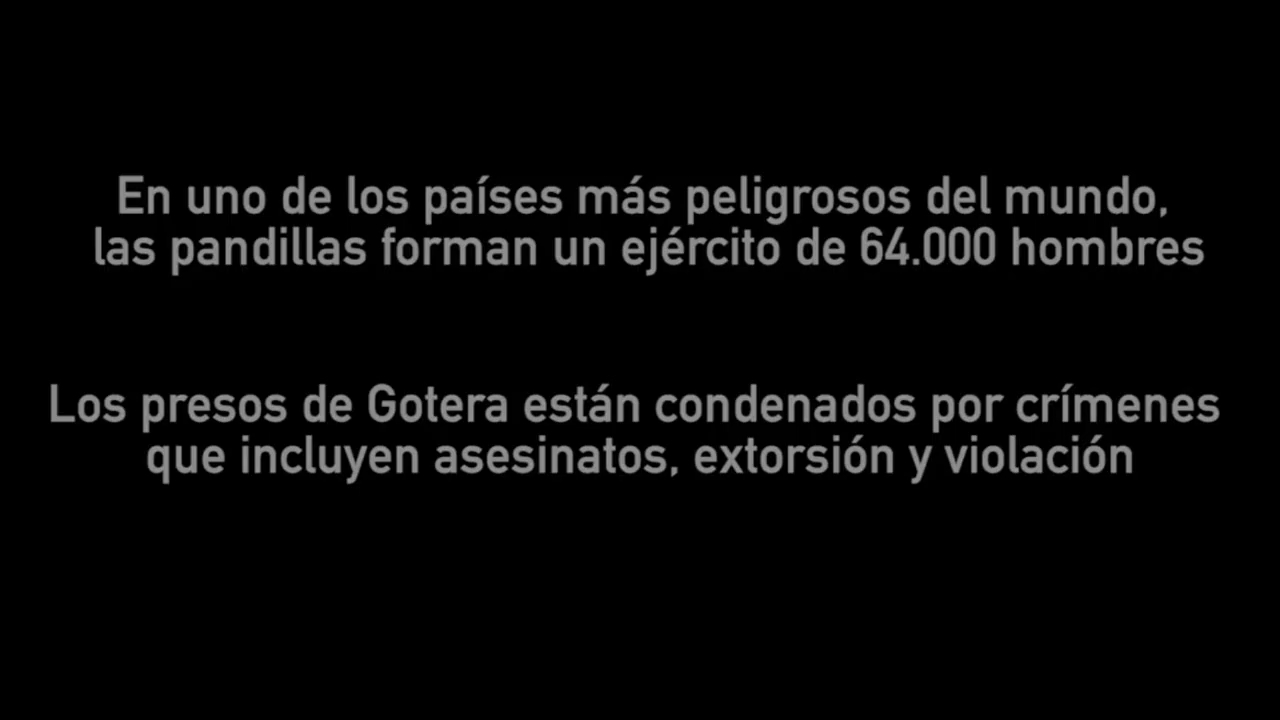 En uno de los países más peligrosos del mundo,
las pandillas forman un ejército de 64.000 hombres
Los presos de Gotera están condenados por crímenes
que incluyen asesinatos, extorsión y violación